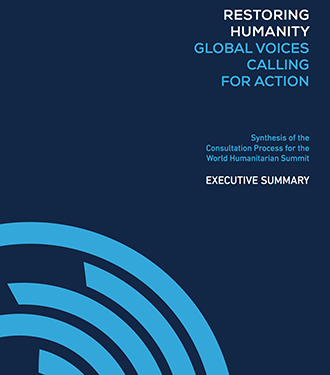 RESTORING
HUMANITY
GLOBAL VOICES
CALLING
FOR ACTION
Synthesis of the
Consultation Process for the
World Humanitarian Summit
EXECUTIVE SUMMARY